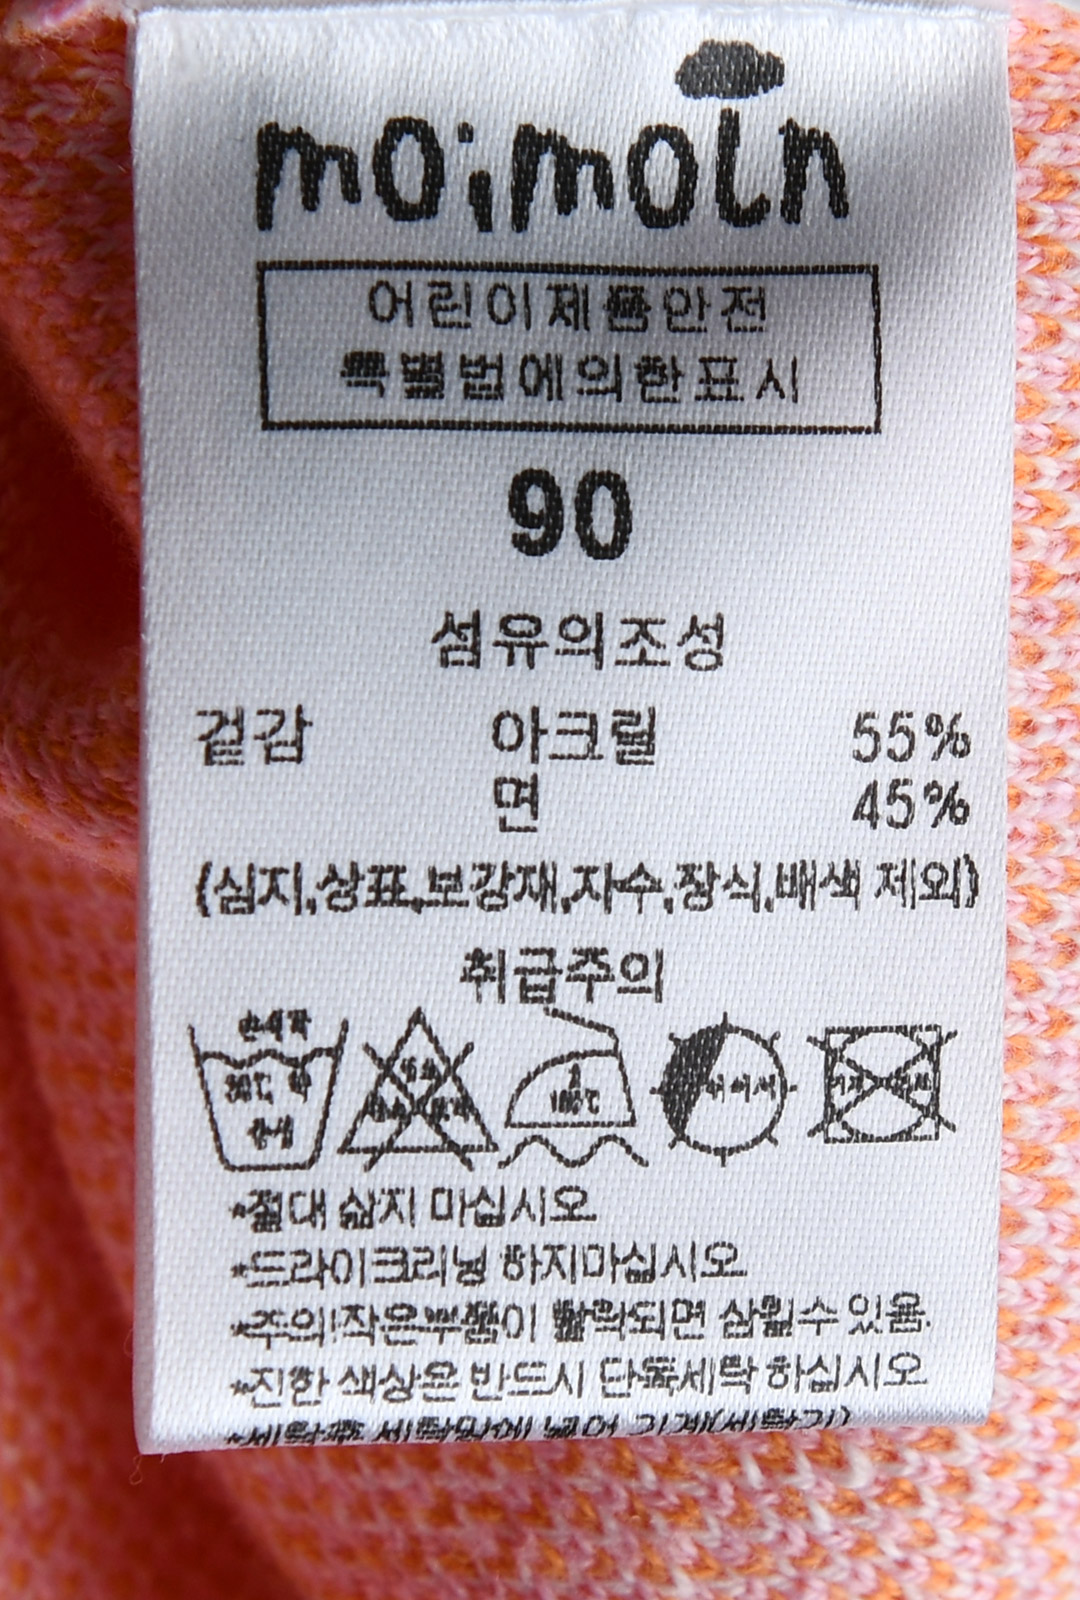 moimoln
어린이제품안전
특별법에의한표시
90
섬유의조성
겉감 아크릴 55%
면 45%
(심지,상표,보강재,자수,장식,배색 제외)
취급주의
손세탁
30℃
중성
100℃
*절대 삶지 마십시오
*드라이크리닝 하지마십시오
*주의!작은부품이 탈락되면 삼킬수 있음.
*진한 색상은 반드시 단독세탁 하십시오